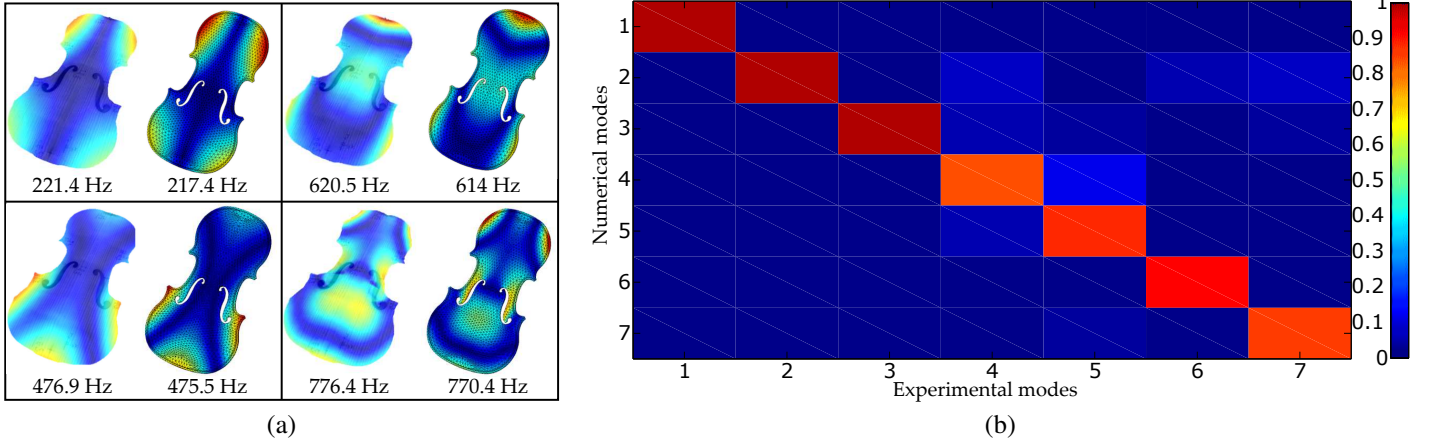 221.4 Hz 217.4 Hz 620.5 Hz 614 Hz
476.9 Hz 475.5 Hz 776.4 Hz 770.4 Hz
(a)
Numerical modes
1
2
3
4
5
6
7
1 2 3 4 5 6 7
Experimental modes
1
0.9
0.8
0.7
0.6
0.5
0.4
0.3
0.2
0.1
0
(b)